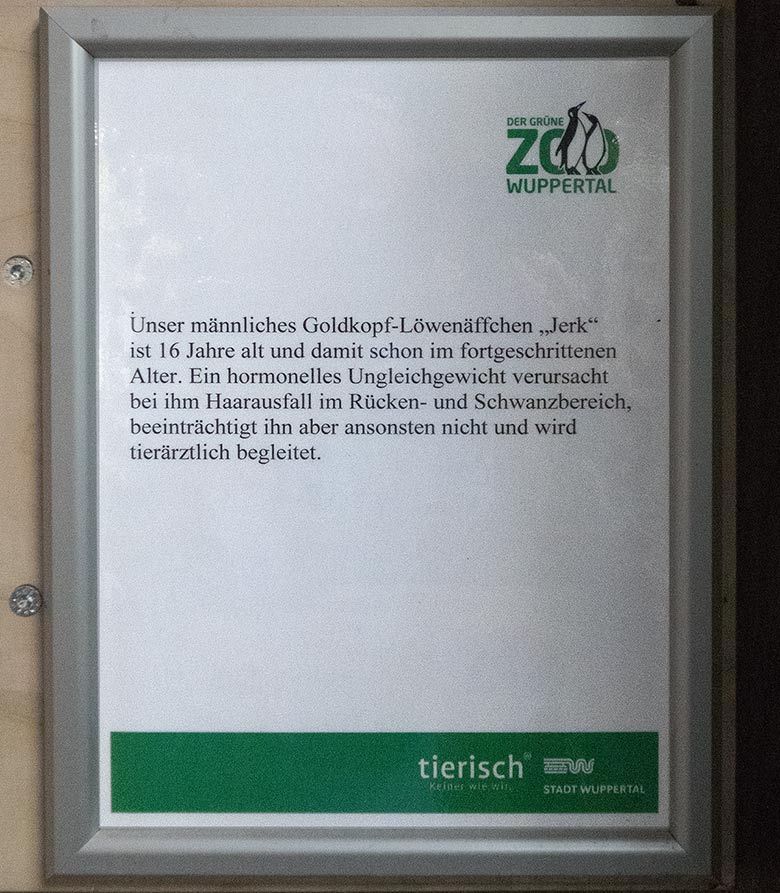 DER GRÜNE
ZOO
WUPPERTAL
Unser männliches Goldkopf-Löwenäffchen „Jerk“
ist 16 Jahre alt und damit schon im fortgeschrittenen
Alter. Ein hormonelles Ungleichgewicht verursacht
bei ihm Haarausfall im Rücken- und Schwanzbereich,
beeinträchtigt ihn aber ansonsten nicht und wird
tierärztlich begleitet.
tierisch®
Keiner wie wir.
STADT WUPPERTAL